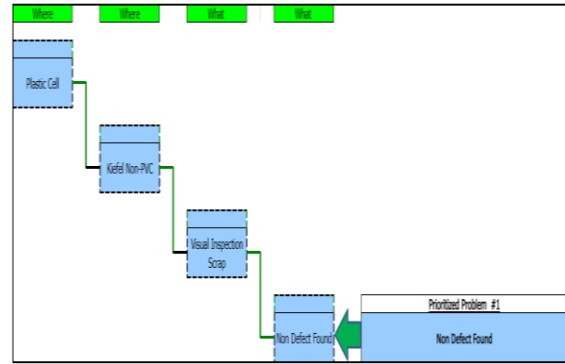 Where Where What What
Plastic Cell
Kiefel Non-PVC
Visual Inspection
Scrap
Non Defect Found
Prioritized Problem #1
Non Defect Found